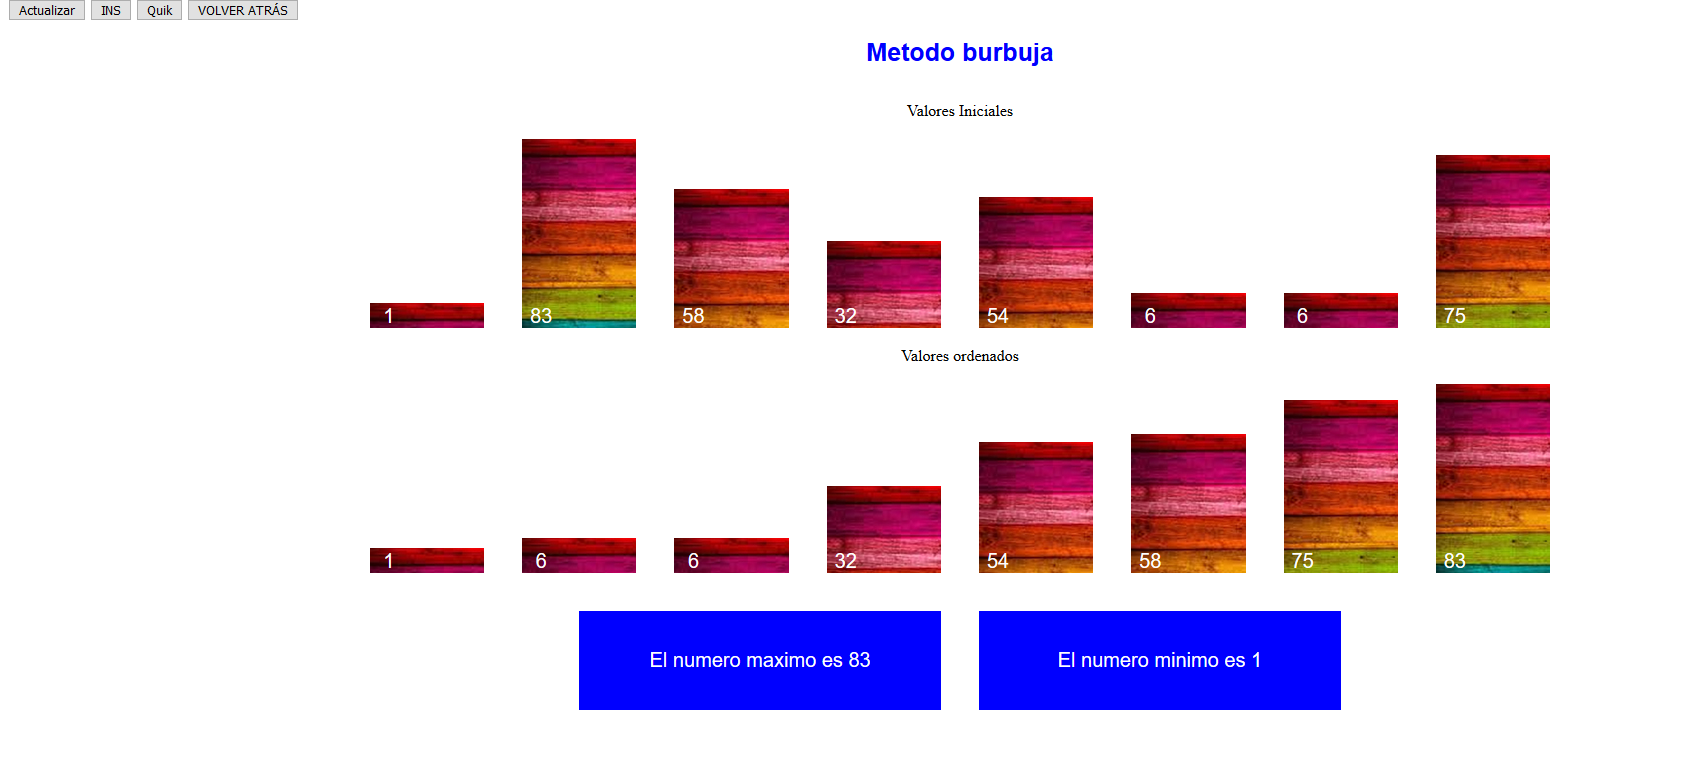 Actualizar INS Quik VOLVER ATRÁS
Metodo burbuja
Valores Iniciales
1 83 58 32 54 6 6 75
Valores ordenados
1 6 6 32 54 58 75 83
El numero maximo es 83 El numero minimo es 1